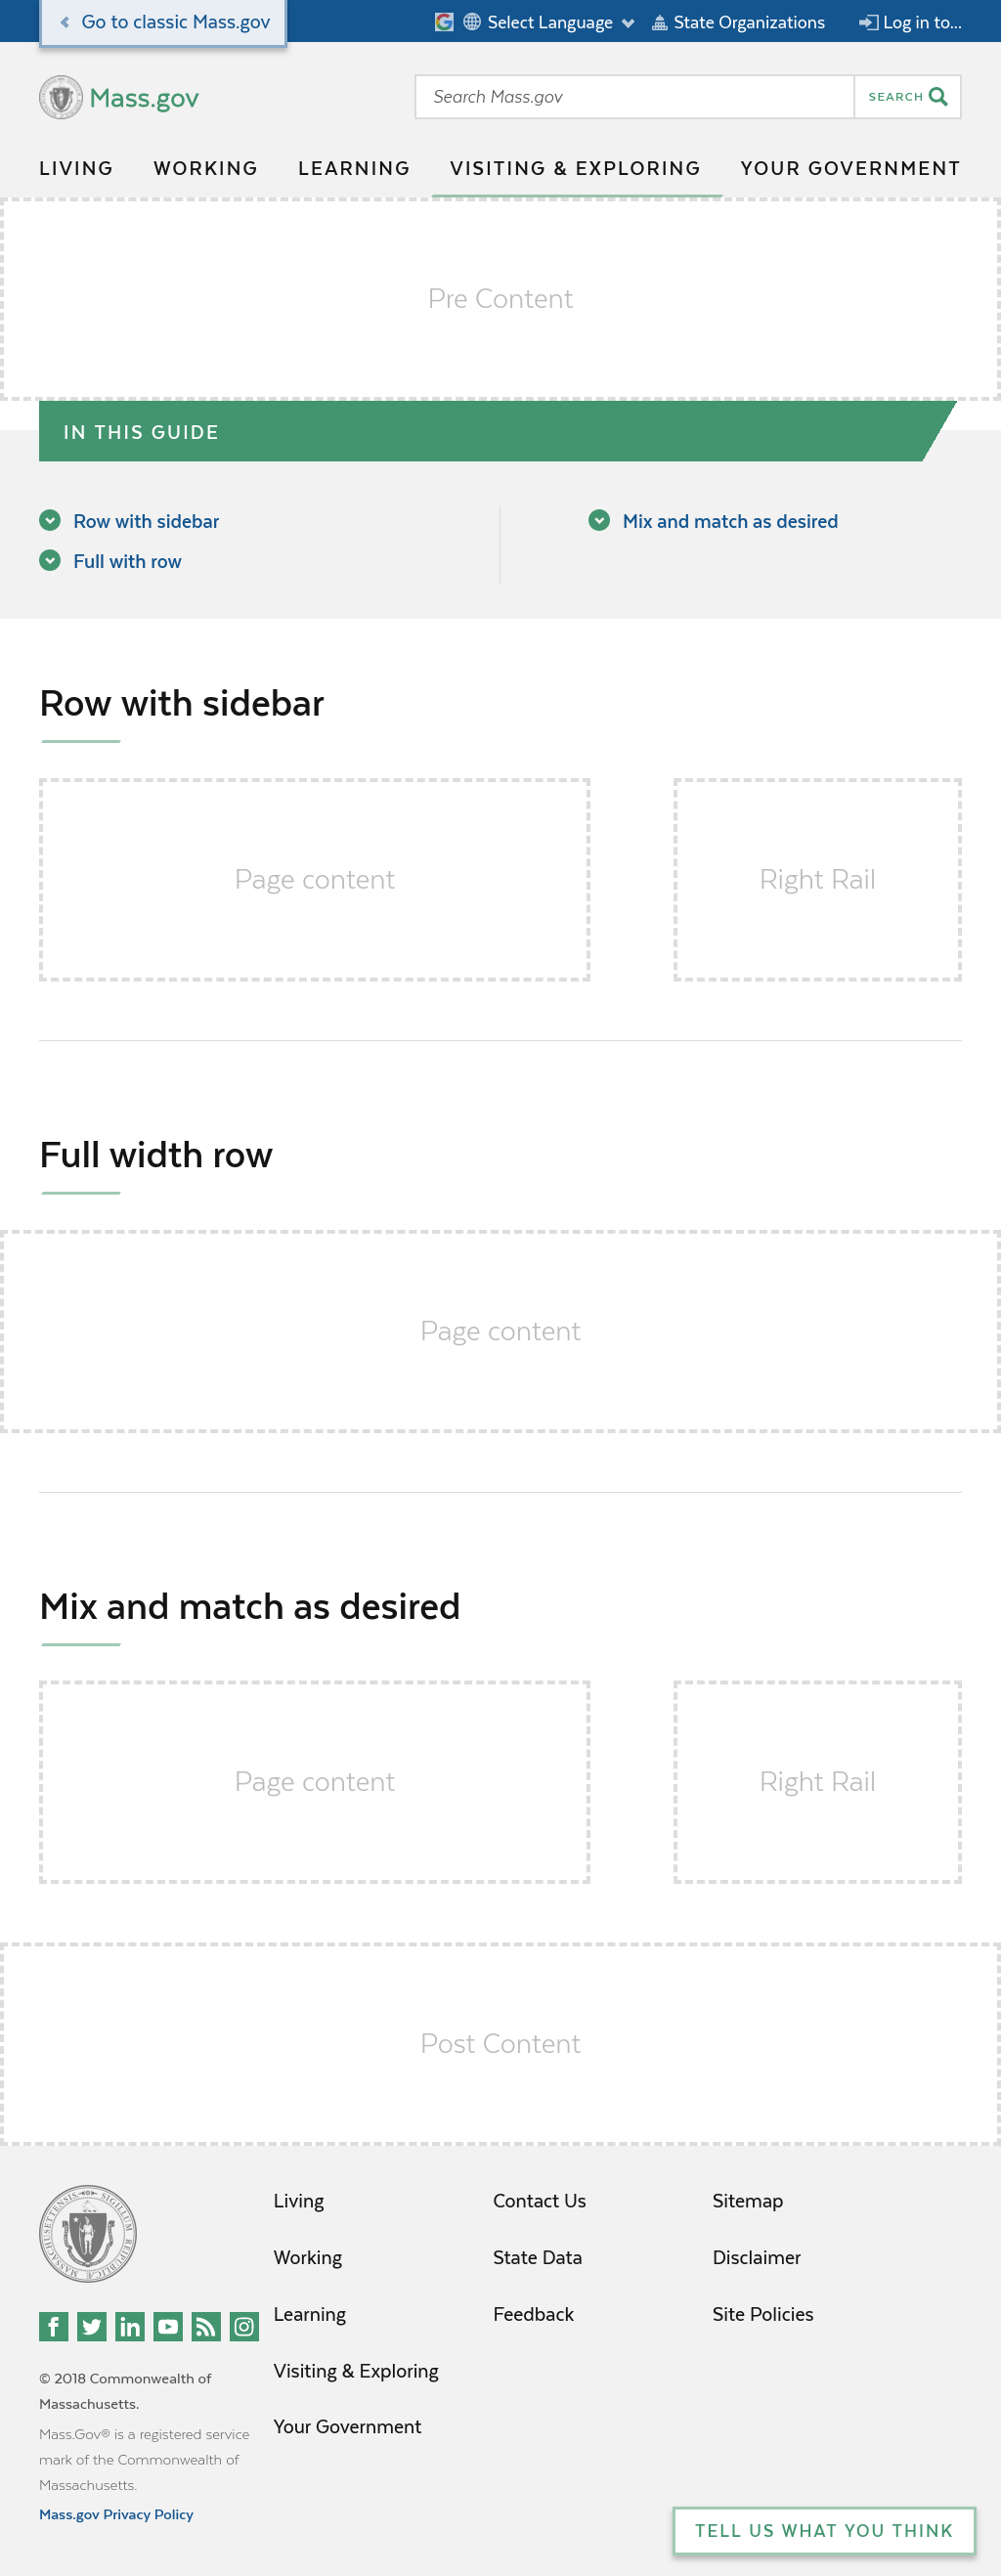 Go to classic Mass.gov
Select Language
State Organizations
Log in to...
Mass.gov
Search Mass.gov
SEARCH
LIVING
WORKING
LEARNING
VISITING & EXPLORING
YOUR GOVERNMENT
Pre Content
IN THIS GUIDE
Row with sidebar
Mix and match as desired
Full with row
Row with sidebar
Page content
Right Rail
Full width row
Page content
Mix and match as desired
Page content
Right Rail
Post Content
Living
Contact Us
Sitemap
Working
State Data
Disclaimer
Learning
Feedback
Site Policies
Visiting & Exploring
Your Government
© 2018 Commonwealth of
Massachusetts.
Mass.Gov® is a registered service
mark of the Commonwealth of
Massachusetts.
Mass.gov Privacy Policy
TELL US WHAT YOU THINK